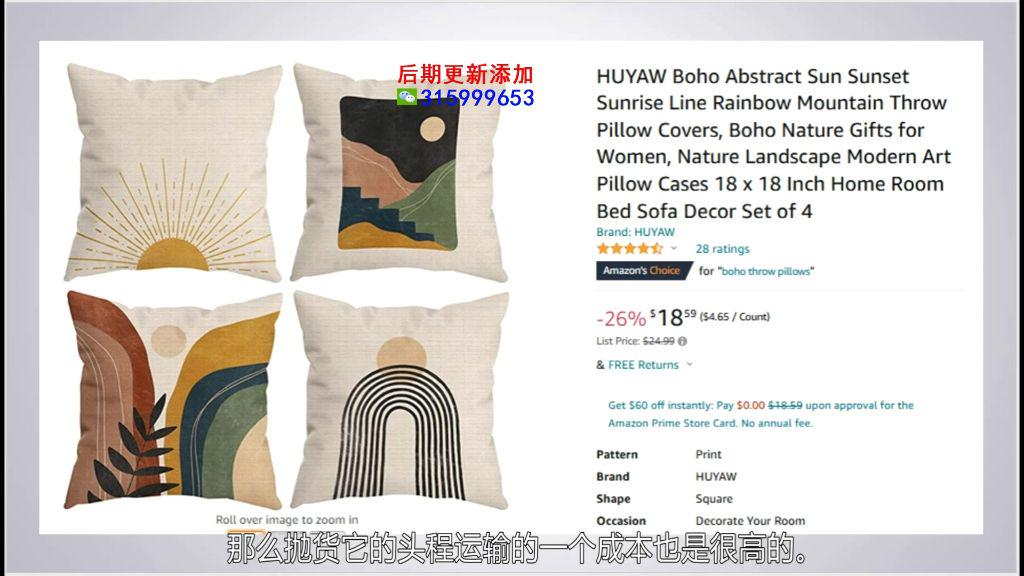 后期更新添加
315999653
HUYAW Boho Abstract Sun Sunset
Sunrise Line Rainbow Mountain Throw
Pillow Covers, Boho Nature Gifts for
Women, Nature Landscape Modern Art
Pillow Cases 18 x 18 Inch Home Room
Bed Sofa Decor Set of 4
Brand: HUYAW
28 ratings
Amazon's Choice for "boho throw pillows"
-26% $18 59 ($4.65 / Count)
List Price: $24.99
& FREE Returns
Get $60 off instantly: Pay $0.00 $18.59 upon approval for the
Amazon Prime Store Card. No annual fee.
Pattern Print
Brand HUYAW
Shape Square
Occasion Decorate Your Room
Roll over image to zoom in
那么抛货它的头程运输的一个成本也是很高的。